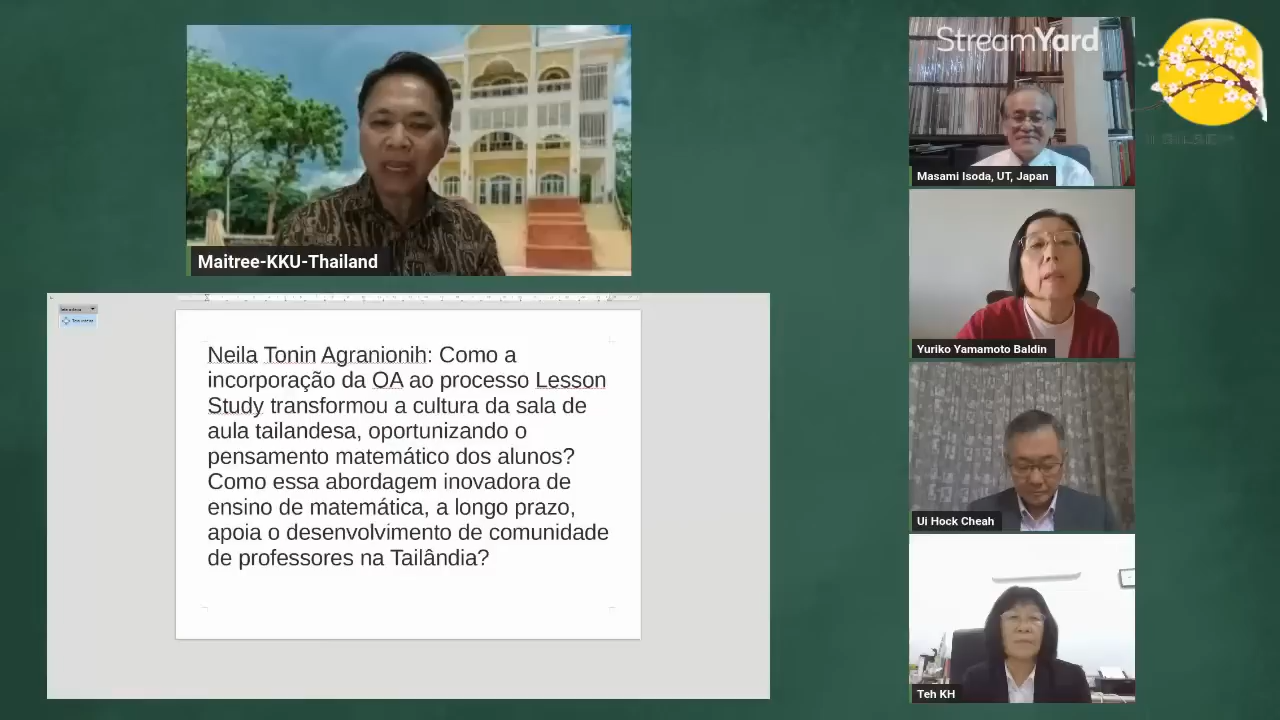 StreamYard
Maitree-KKU-Thailand
Masami Isoda, UT, Japan
Yuriko Yamamoto Baldin
Ui Hock Cheah
Teh KH
Neila Tonin Agranionih: Como a
incorporação da OA ao processo Lesson
Study transformou a cultura da sala de
aula tailandesa, oportunizando o
pensamento matemático dos alunos?
Como essa abordagem inovadora de
ensino de matemática, a longo prazo,
apoia o desenvolvimento de comunidade
de professores na Tailândia?